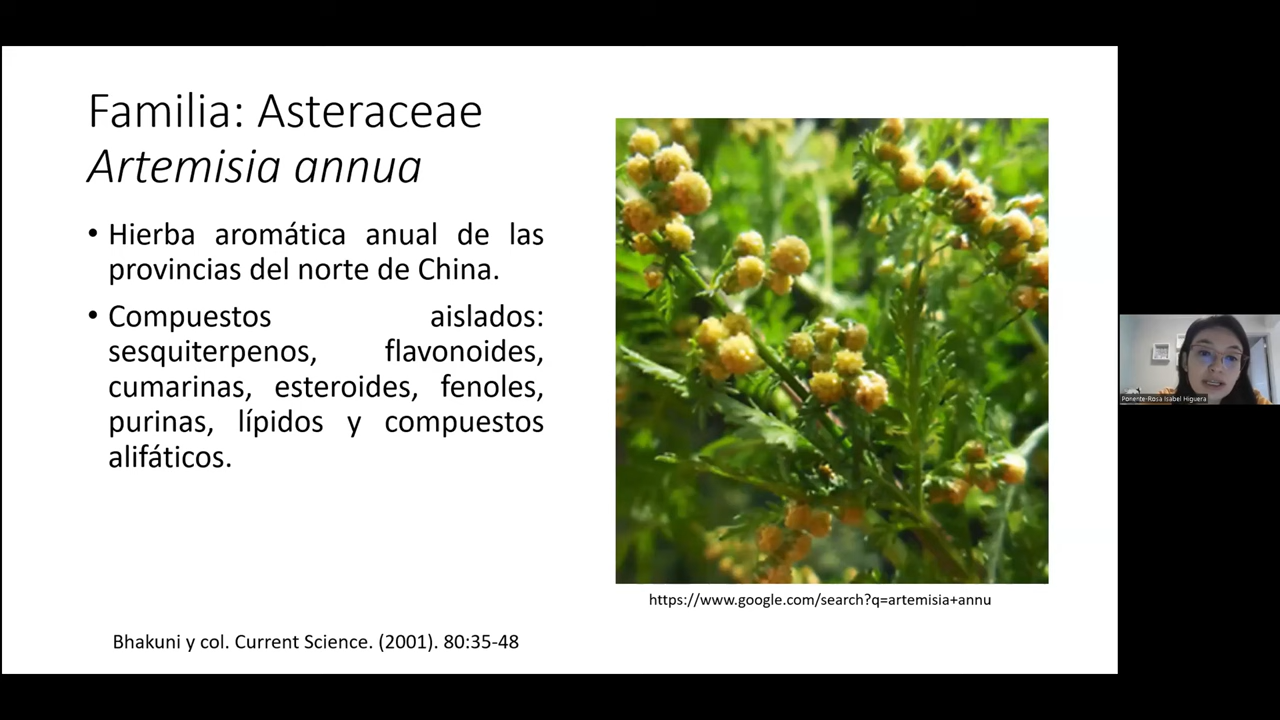 Familia: Asteraceae
Artemisia annua
• Hierba aromática anual de las
provincias del norte de China.
• Compuestos aislados:
sesquiterpenos, flavonoides,
cumarinas, esteroides, fenoles,
purinas, lípidos y compuestos
alifáticos.
https://www.google.com/search?q=artemisia+annu
Bhakuni y col. Current Science. (2001). 80:35-48
Ponente-Rosa Isabel Higuera